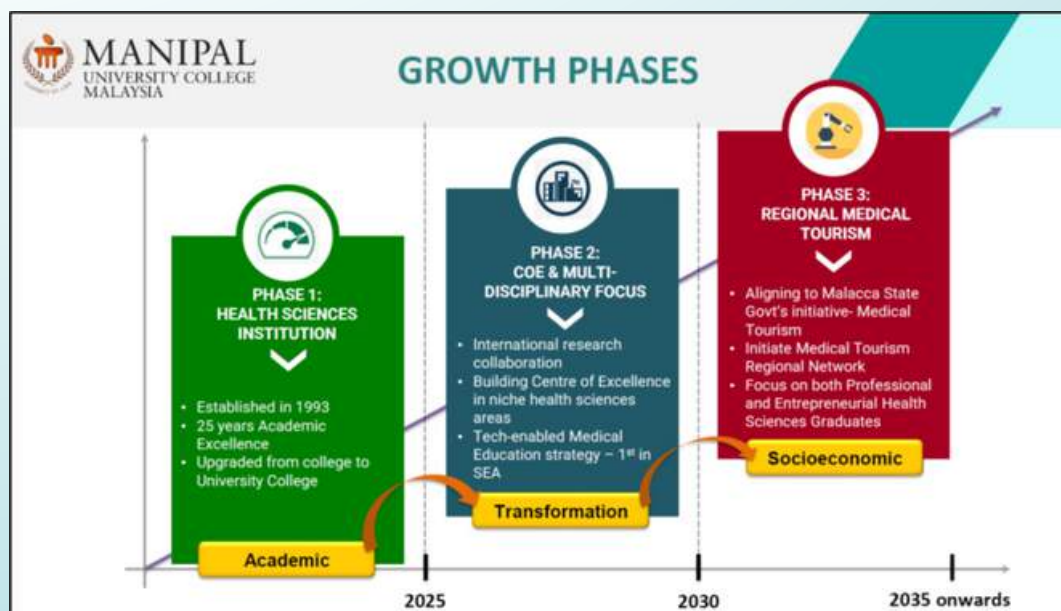 MANIPAL
UNIVERSITY COLLEGE
MALAYSIA
GROWTH PHASES
PHASE 1:
HEALTH SCIENCES
INSTITUTION
• Established in 1993
• 25 years Academic
Excellence
• Upgraded from college to
University College
Academic
PHASE 2:
COE & MULTI-
DISCIPLINARY FOCUS
• International research
collaboration
• Building Centre of Excellence
in niche health sciences
areas
• Tech-enabled Medical
Education strategy – 1st in
SEA
Transformation
PHASE 3:
REGIONAL MEDICAL
TOURISM
• Aligning to Malacca State
Govt's initiative- Medical
Tourism
• Initiate Medical Tourism
Regional Network
• Focus on both Professional
and Entrepreneurial Health
Sciences Graduates
Socioeconomic
2025
2030
2035 onwards